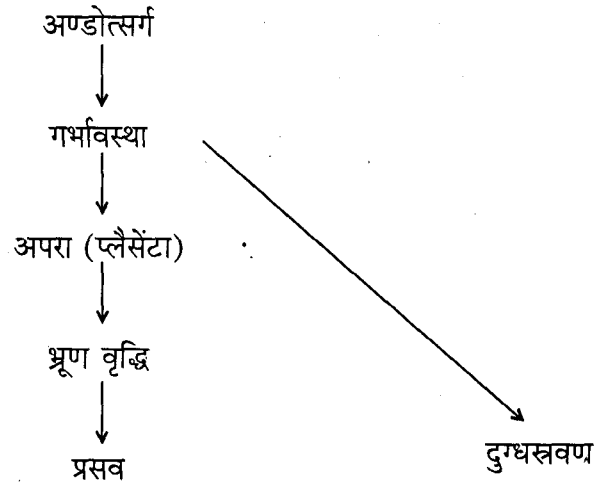 अण्डोत्सर्ग
गर्भावस्था
अपरा (प्लैसेंटा)
भ्रूण वृद्धि
प्रसव
दुग्धस्रवण